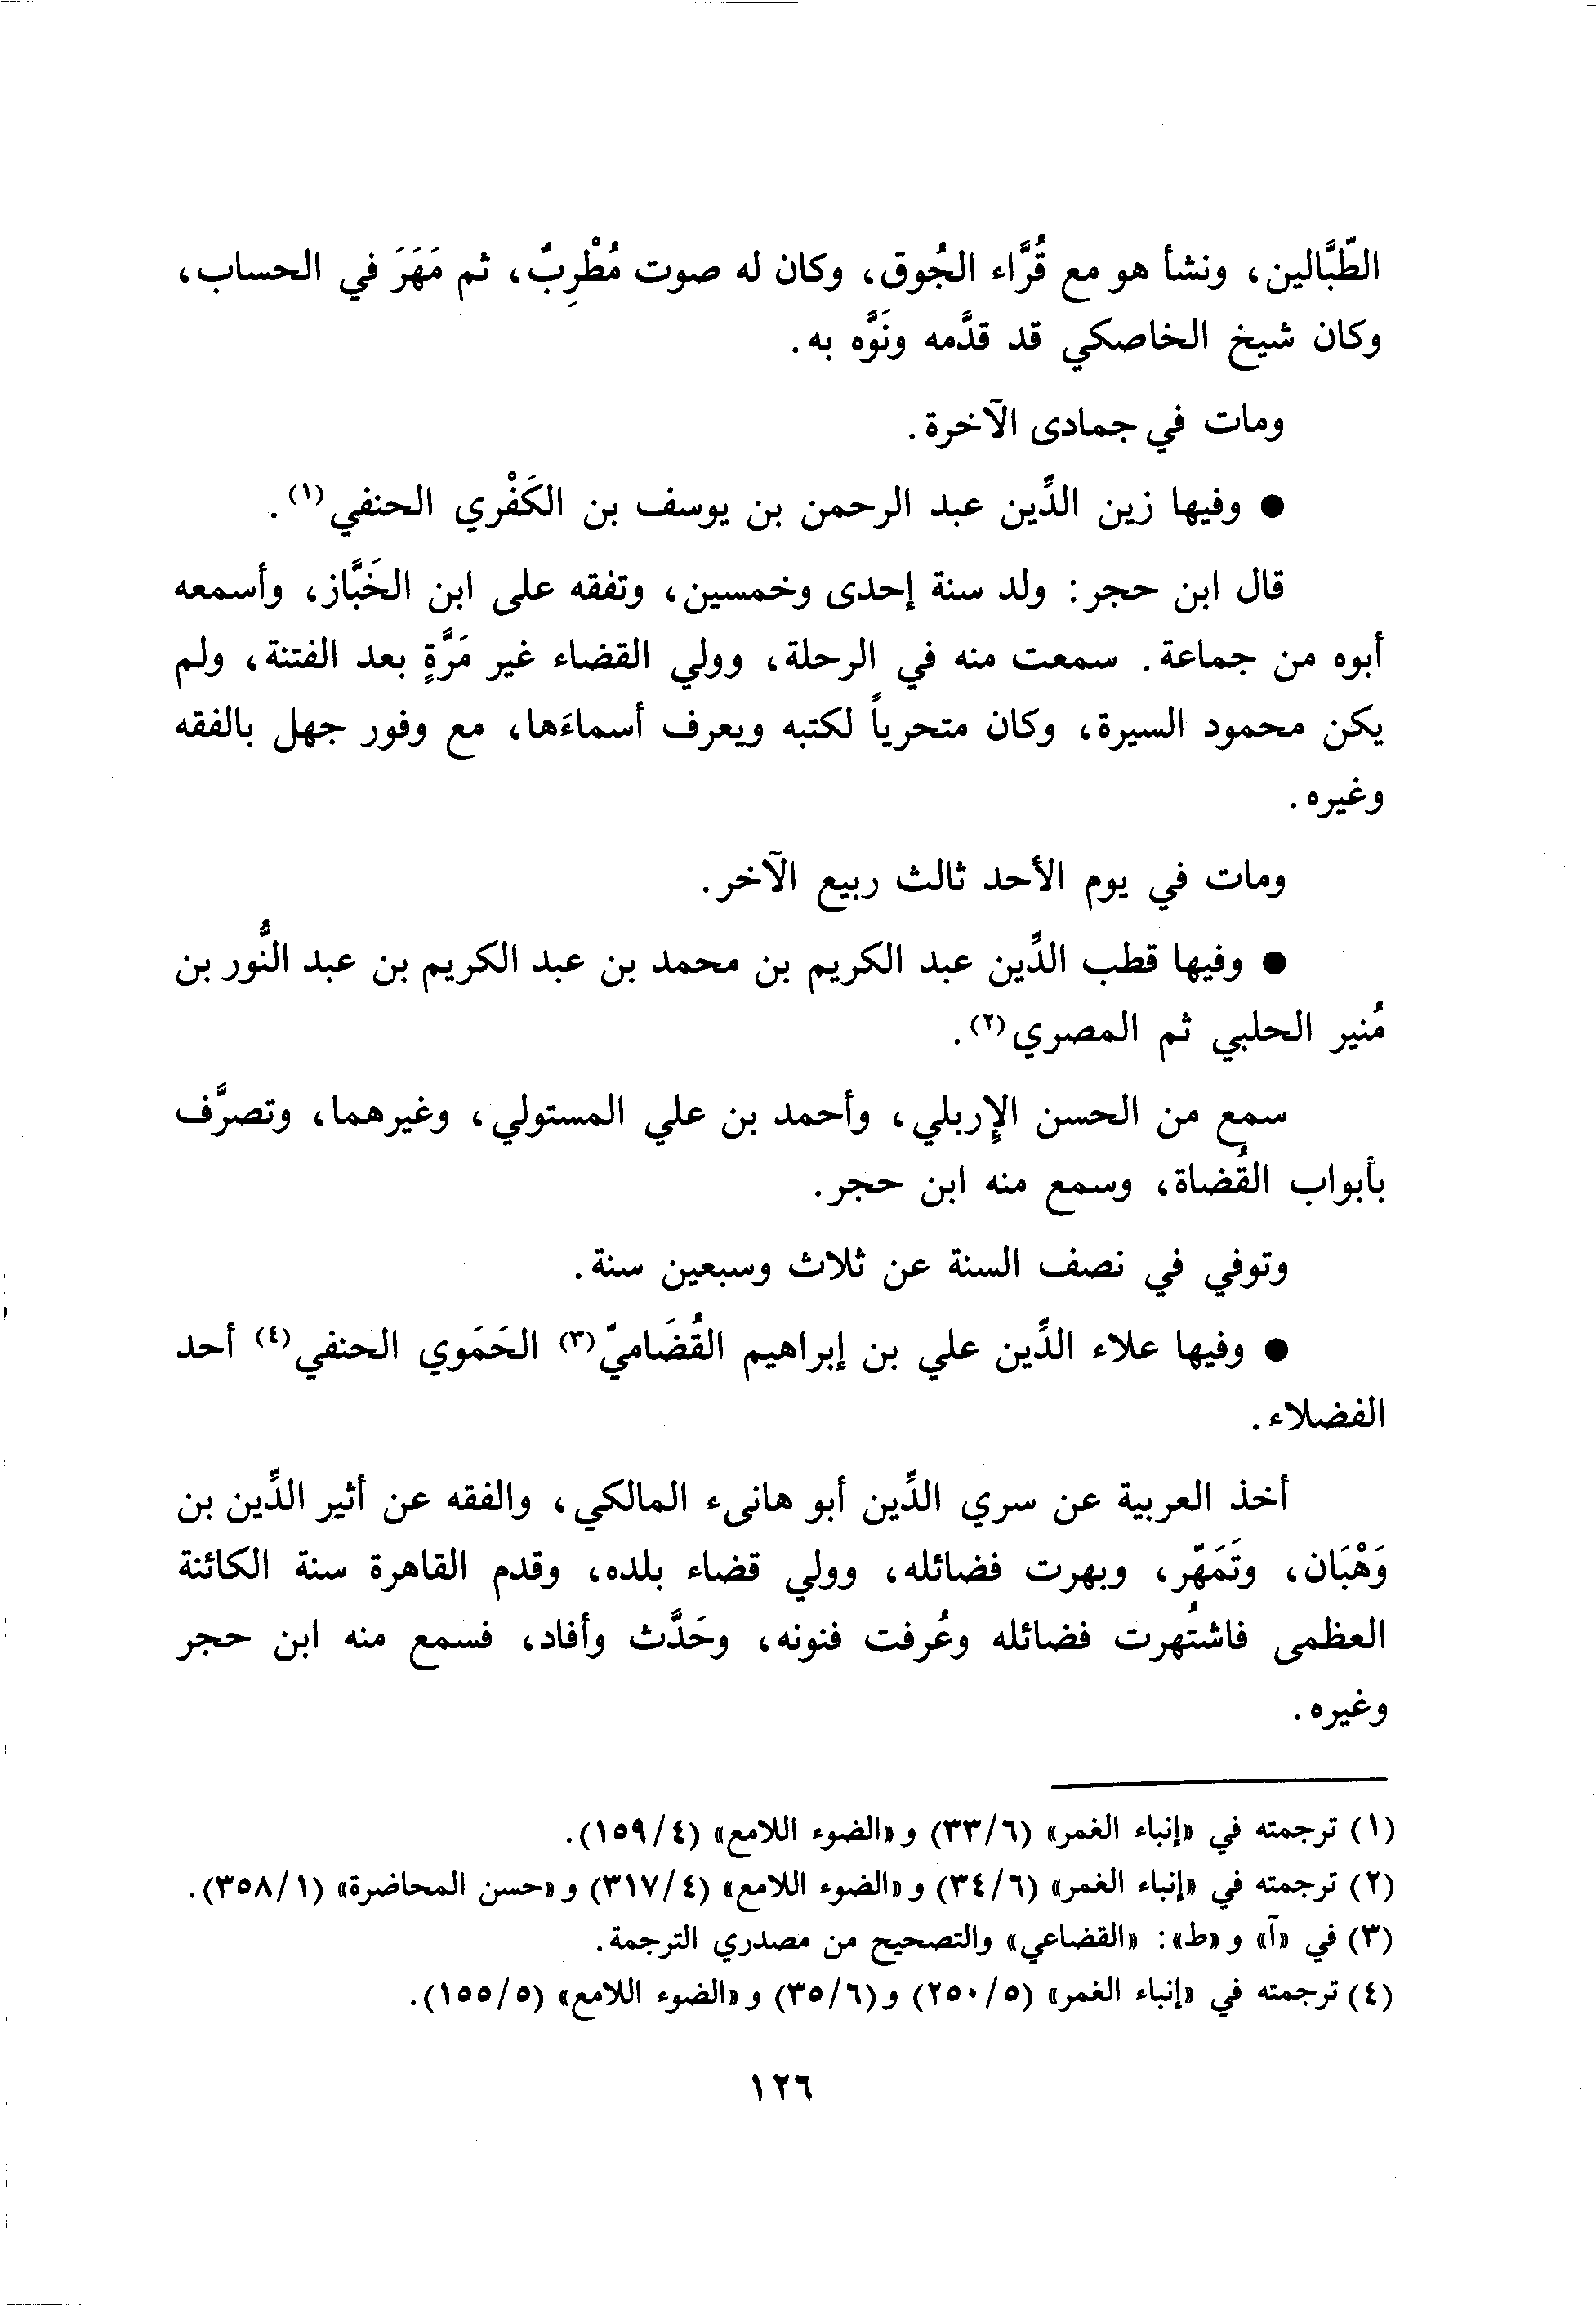 الطّبَّالين، ونشأ هو مع قُرَّاء الجُوق، وكان له صوت مُطْرِبٌ، ثم مَهَرَ في الحساب،
وكان شيخ الخاصكي قد قدَّمه ونَوَّه به.
ومات في جمادى الآخرة.
● وفيها زين الدِّين عبد الرحمن بن يوسف بن الكَفْري الحنفي(١).
قال ابن حجر: ولد سنة إحدى وخمسين، وتفقه على ابن الخَبَّاز، وأسمعه
أبوه من جماعة. سمعت منه في الرحلة، وولي القضاء غير مَرَّةٍ بعد الفتنة، ولم
يكن محمود السيرة، وكان متحرياً لكتبه ويعرف أسماءَها، مع وفور جهل بالفقه
وغيره.
ومات في يوم الأحد ثالث ربيع الآخر.
● وفيها قطب الدِّين عبد الكريم بن محمد بن عبد الكريم بن عبد النُّور بن
مُنير الحلبي ثم المصري(٢).
سمع من الحسن الإربلي، وأحمد بن علي المستولي، وغيرهما، وتصرَّف
بأبواب القُضاة، وسمع منه ابن حجر.
وتوفي في نصف السنة عن ثلاث وسبعين سنة.
● وفيها علاء الدِّين علي بن إبراهيم القُضَاميّ(٣) الحَمَوي الحنفي(٤) أحد
الفضلاء.
أخذ العربية عن سري الدِّين أبو هانىء المالكي، والفقه عن أثير الدِّين بن
وَهْبَان، وتَمَهّر، وبهرت فضائله، وولي قضاء بلده، وقدم القاهرة سنة الكائنة
العظمى فاشتُهرت فضائله وعُرفت فنونه، وحَدَّث وأفاد، فسمع منه ابن حجر
وغيره.
(١) ترجمته في «إنباء الغمر» (٣٣/٦) و«الضوء اللامع» (١٥٩/٤).
(٢) ترجمته في «إنباء الغمر» (٣٤/٦) و«الضوء اللامع» (٣١٧/٤) و«حسن المحاضرة» (٣٥٨/١).
(٣) في «آ» و«ط»: «القضاعي» والتصحيح من مصدري الترجمة.
(٤) ترجمته في «إنباء الغمر» (٢٥٠/٥) و(٣٥/٦) و«الضوء اللامع» (١٥٥/٥).
١٢٦